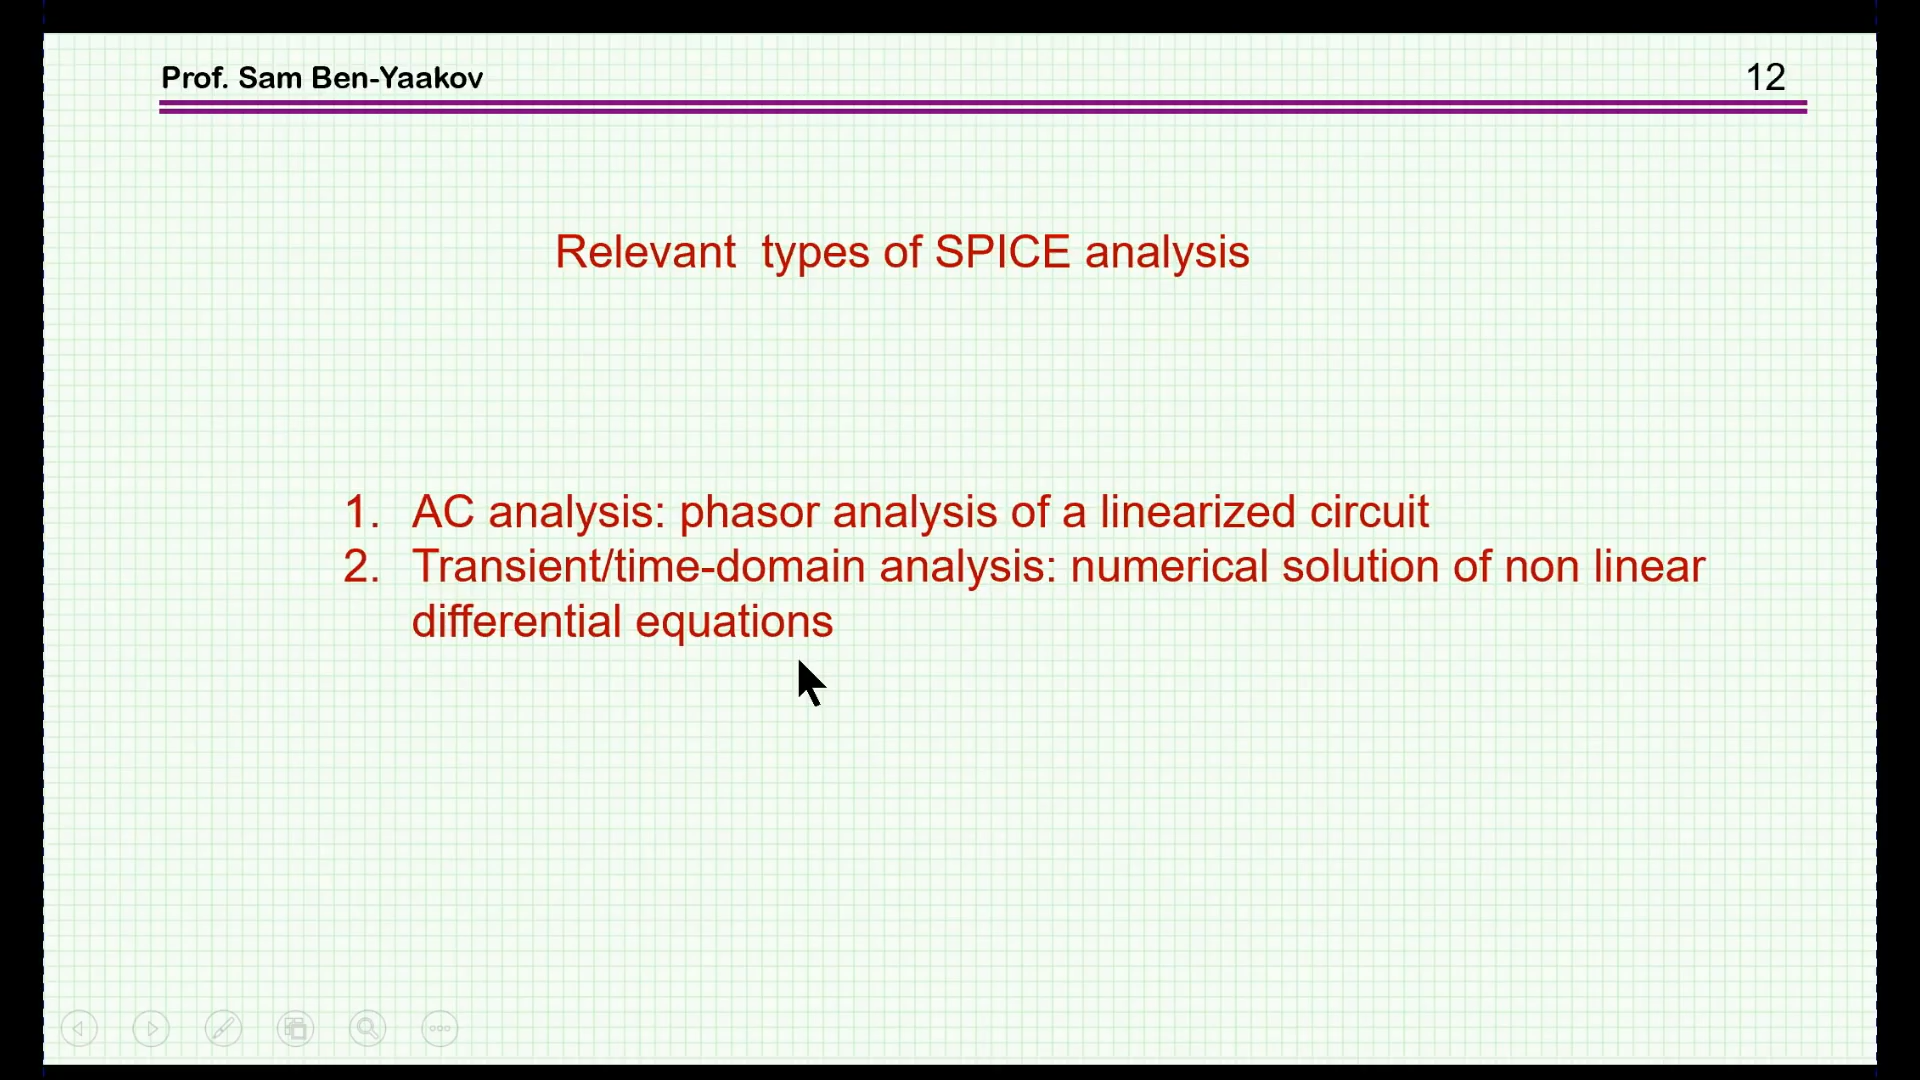 Prof. Sam Ben-Yaakov
12
Relevant  types of SPICE analysis
1. AC analysis: phasor analysis of a linearized circuit
2. Transient/time-domain analysis: numerical solution of non linear
differential equations